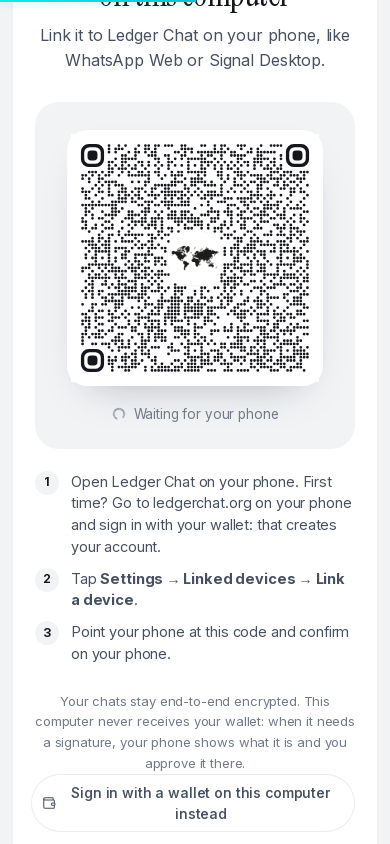 on this computer
Link it to Ledger Chat on your phone, like
WhatsApp Web or Signal Desktop.
Waiting for your phone
1 Open Ledger Chat on your phone. First
time? Go to ledgerchat.org on your phone
and sign in with your wallet: that creates
your account.
2 Tap Settings → Linked devices → Link
a device.
3 Point your phone at this code and confirm
on your phone.
Your chats stay end-to-end encrypted. This
computer never receives your wallet: when it needs
a signature, your phone shows what it is and you
approve it there.
Sign in with a wallet on this computer
instead